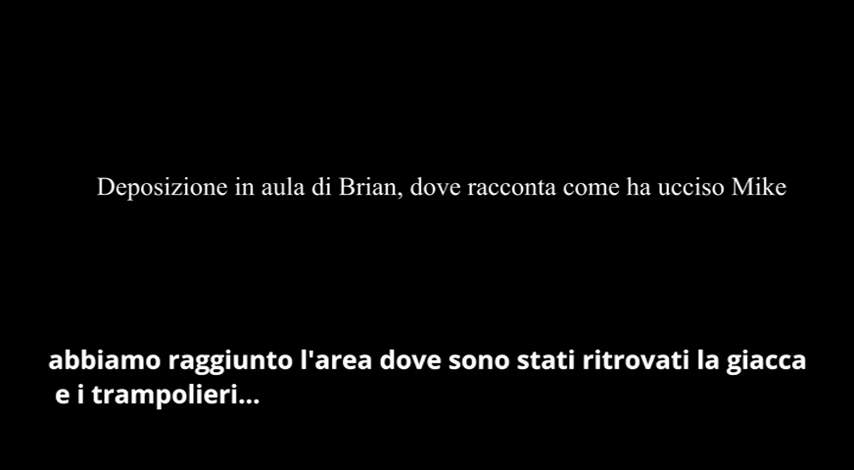 Deposizione in aula di Brian, dove racconta come ha ucciso Mike
abbiamo raggiunto l'area dove sono stati ritrovati la giacca
e i trampolieri...